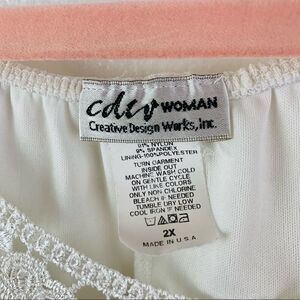 cdw WOMAN
Creative Design Works, Inc.
91% NYLON
9% SPANDEX
LINING-100% POLYESTER
TURN GARMENT
INSIDE OUT
MACHINE WASH COLD
ON GENTLE CYCLE
WITH LIKE COLORS
ONLY NON CHLORINE
BLEACH IF NEEDED
TUMBLE DRY LOW
COOL IRON IF NEEDED
2X
MADE IN U.S.A